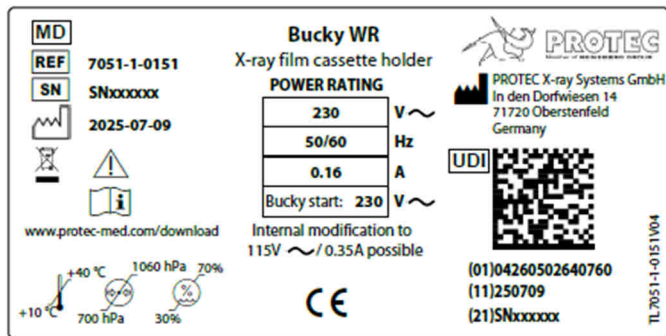 MD
REF 7051-1-0151
SN SNxxxxxx
2025-07-09
www.protec-med.com/download
+10 °C
+40 °C
700 hPa
1060 hPa
30%
70%
Bucky WR
X-ray film cassette holder
POWER RATING
230 V
50/60 Hz
0.16 A
Bucky start: 230 V
Internal modification to
115V / 0.35A possible
CE
PROTEC
PROTEC X-ray Systems GmbH
In den Dorfwiesen 14
71720 Oberstenfeld
Germany
UDI
(01)04260502640760
(11)250709
(21)SNxxxxxx
TL7051-1-0151V04